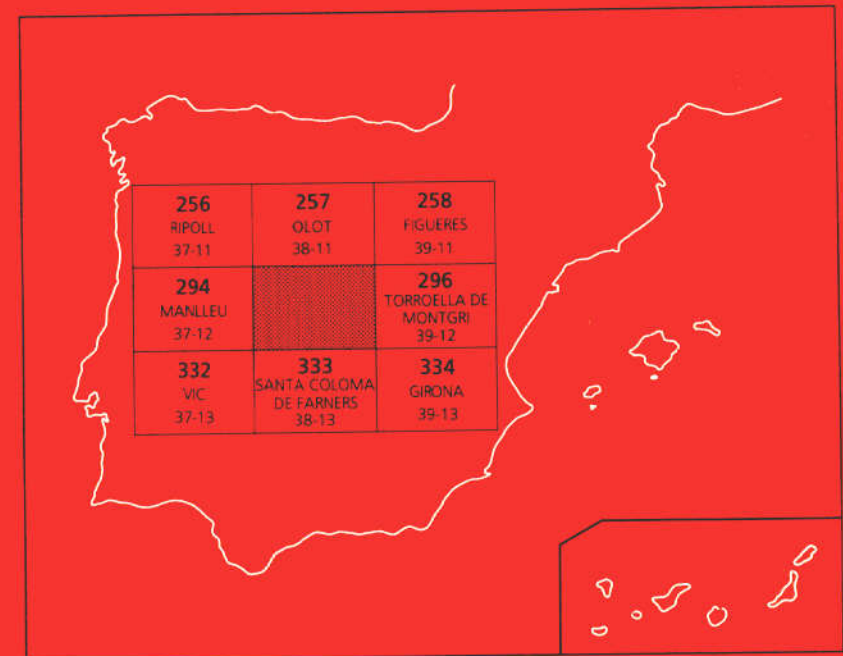 256
RIPOLL
37-11
257
OLOT
38-11
258
FIGUERES
39-11
294
MANLLEU
37-12
296
TORROELLA DE
MONTGRI
39-12
332
VIC
37-13
333
SANTA COLOMA
DE FARNERS
38-13
334
GIRONA
39-13